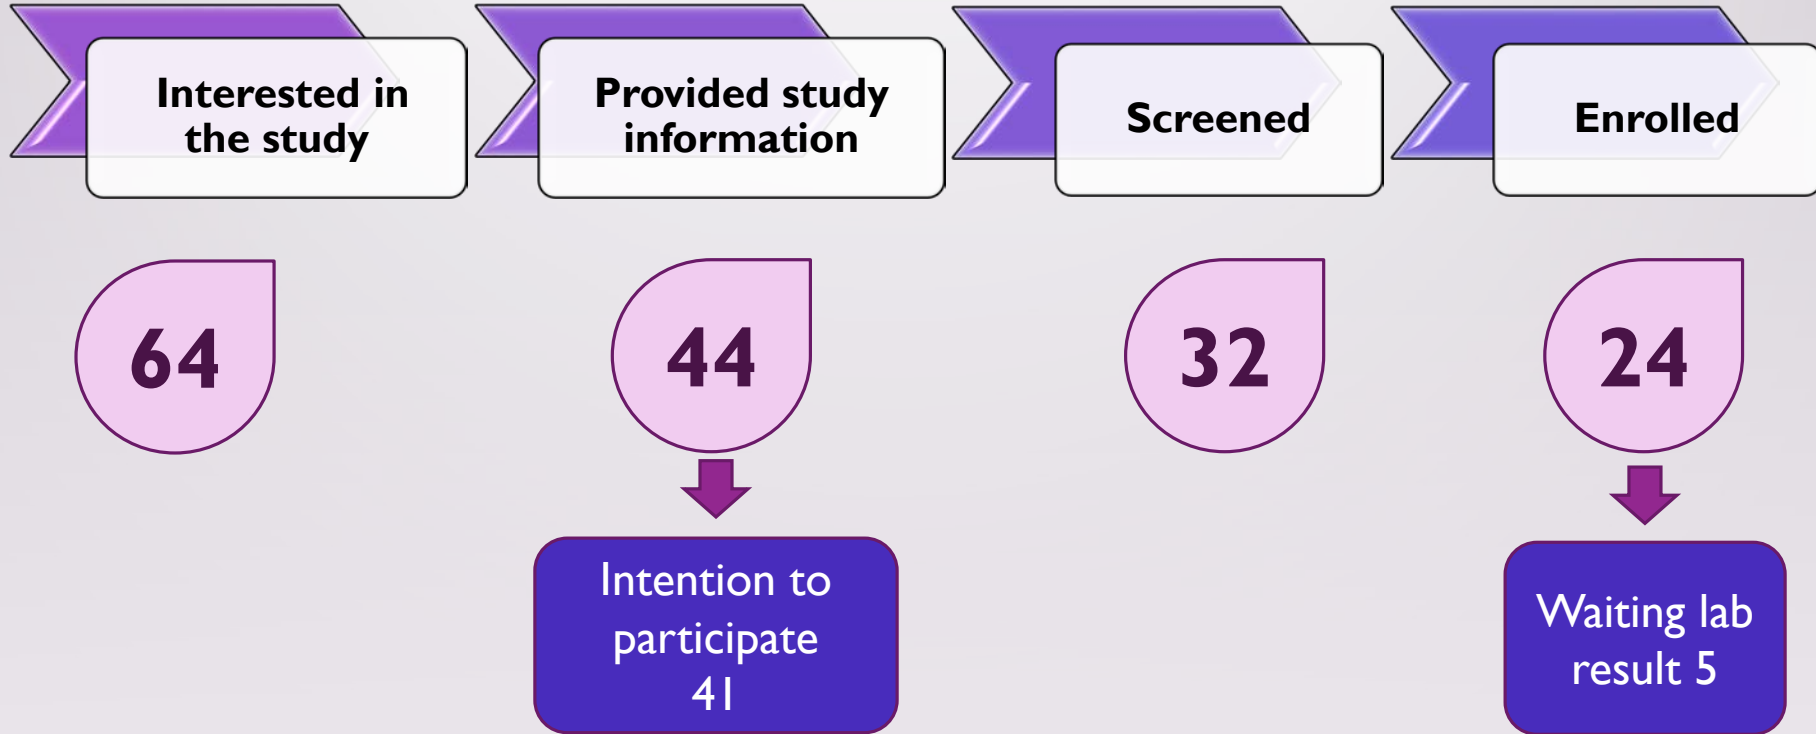 Interested in
the study
Provided study
information
Screened
Enrolled
64
44
32
24
Intention to
participate
41
Waiting lab
result 5